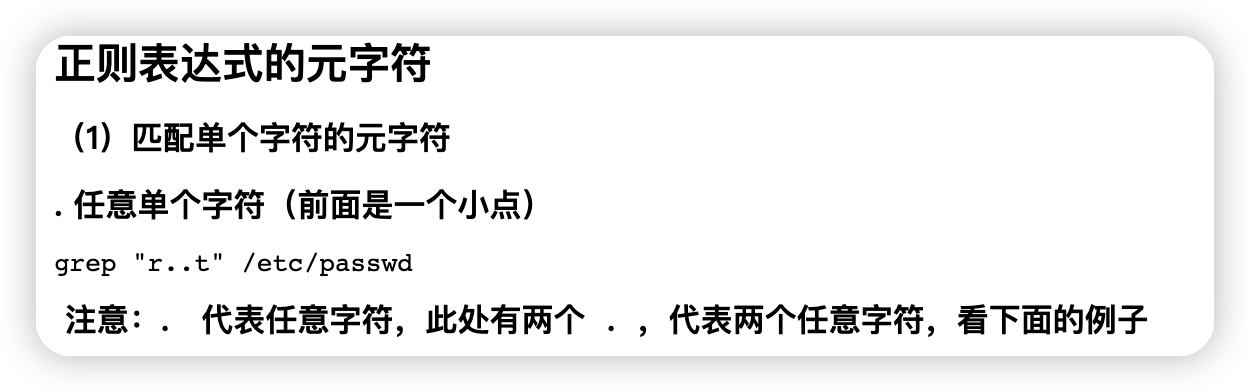 正则表达式的元字符
（1）匹配单个字符的元字符
. 任意单个字符（前面是一个小点）
grep "r..t" /etc/passwd
注意：. 代表任意字符，此处有两个 . ，代表两个任意字符，看下面的例子